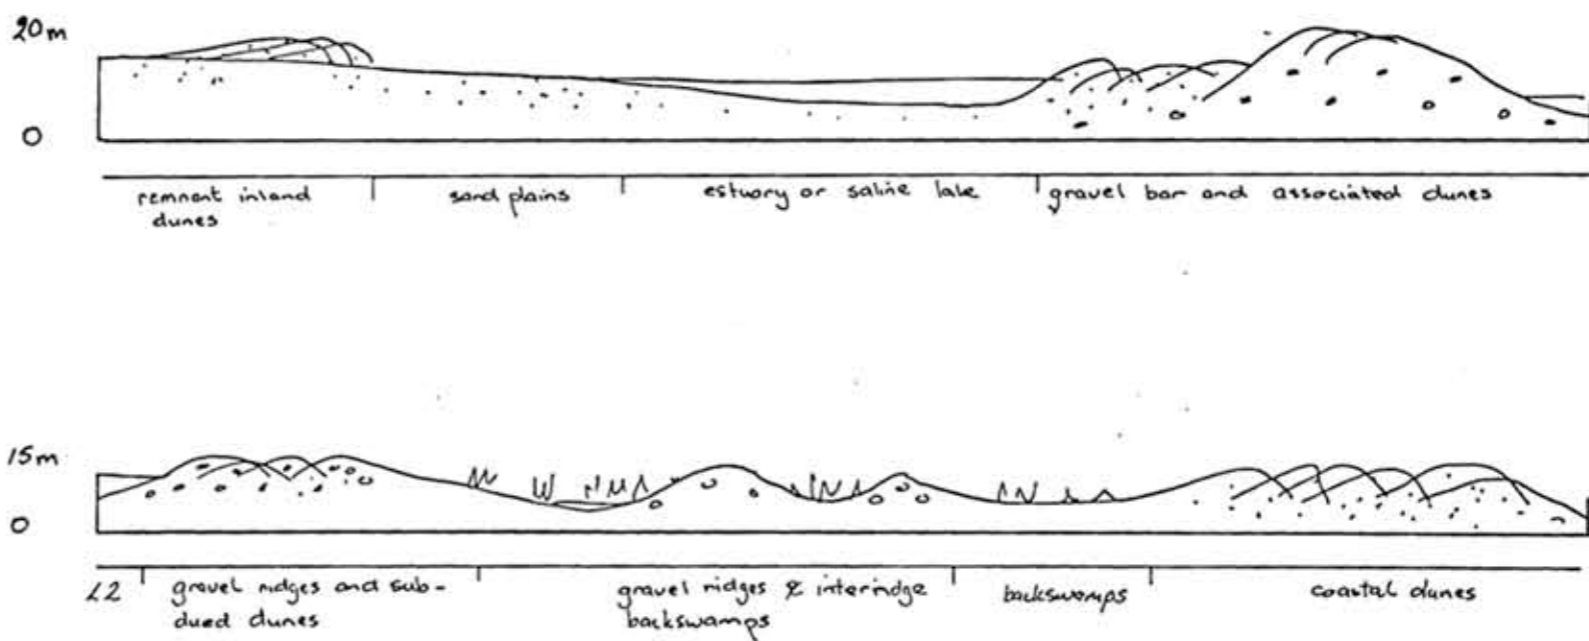 20m
0
remnant inland
dunes
sand plains
estuary or saline lake
gravel bar and associated dunes
15m
0
L2
gravel ridges and sub-
dued dunes
gravel ridges & interridge
backswamps
backswamps
coastal dunes